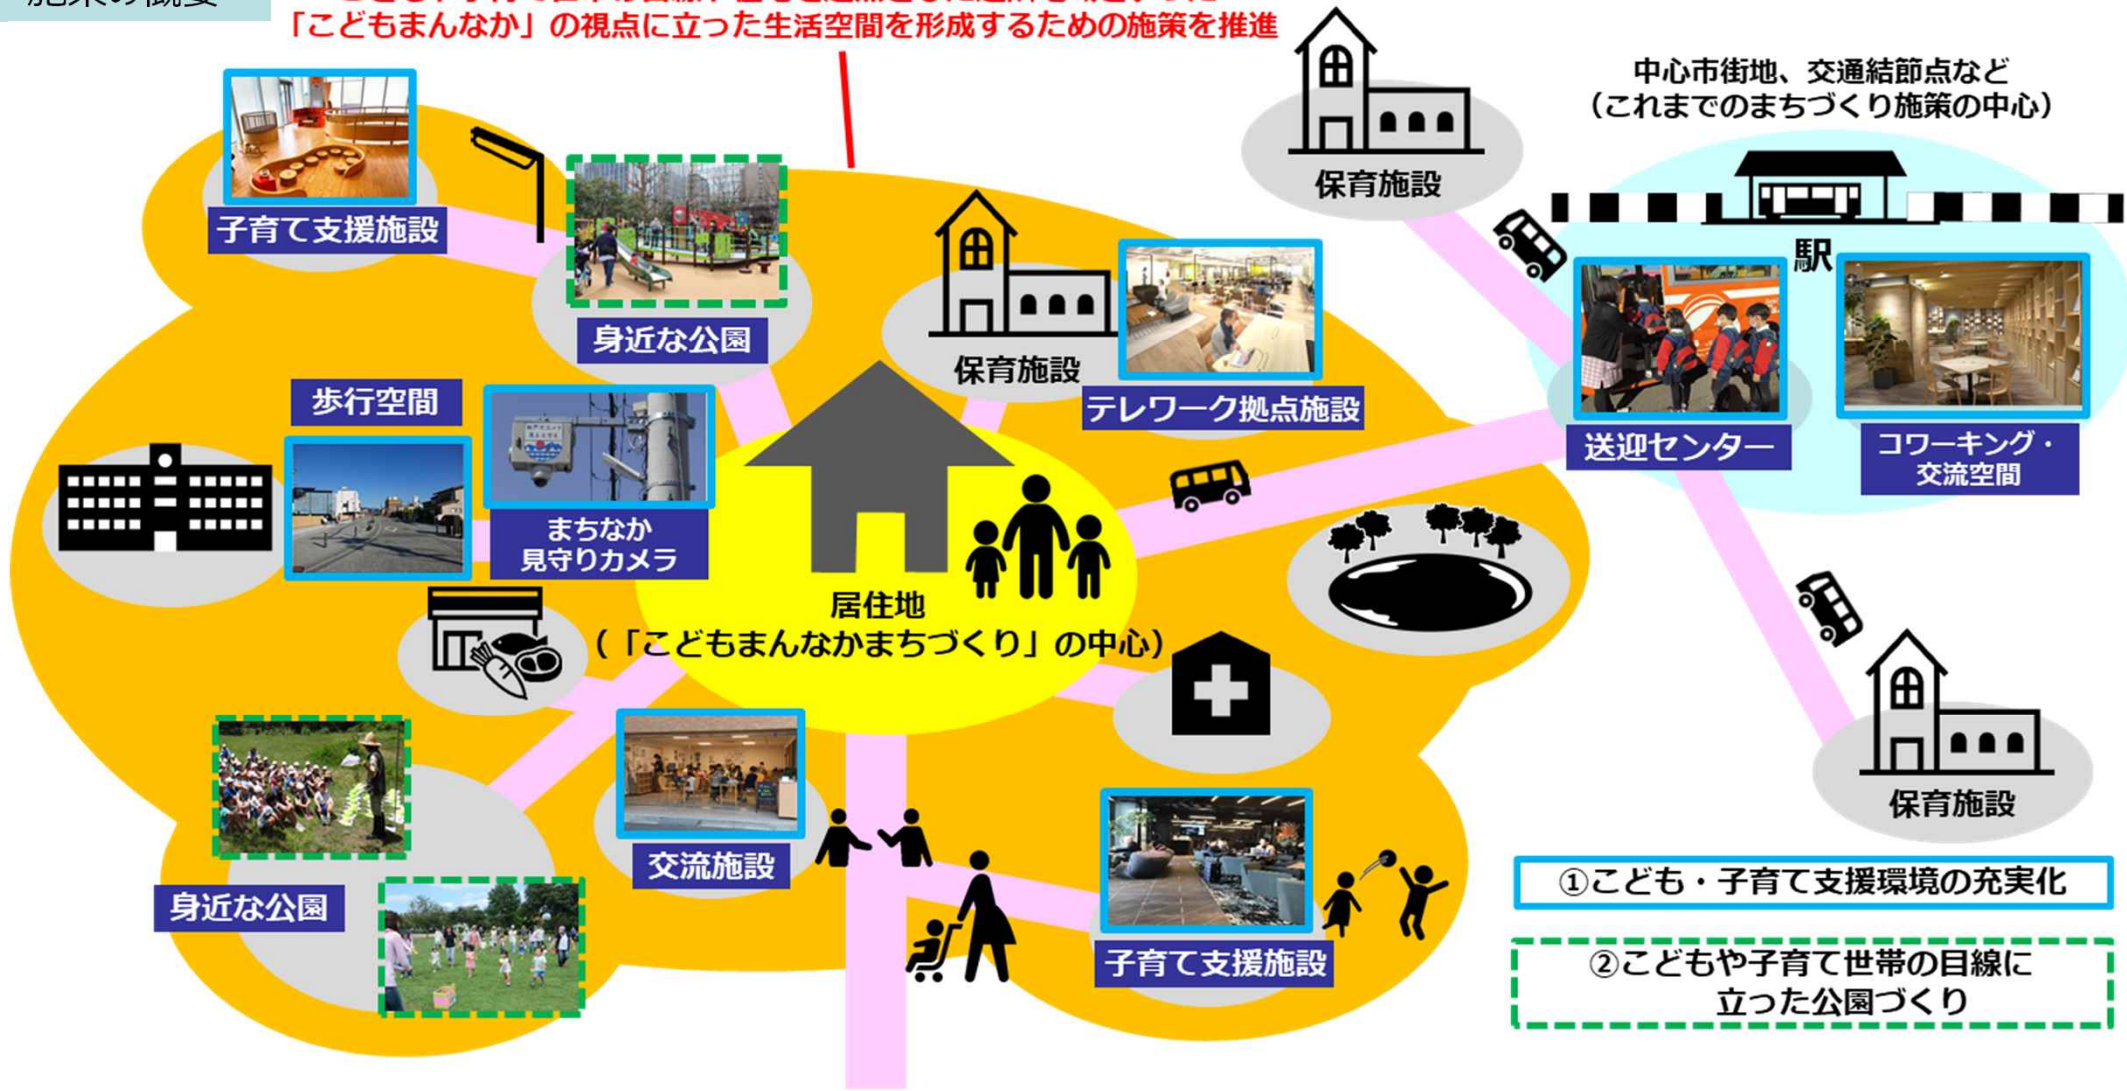 「こどもまんなか」の視点に立った生活空間を形成するための施策を推進
中心市街地、交通結節点など
（これまでのまちづくり施策の中心）
保育施設
駅
子育て支援施設
身近な公園
保育施設
テレワーク拠点施設
送迎センター
コワーキング・
交流空間
歩行空間
まちなか
見守りカメラ
居住地
（「こどもまんなかまちづくり」の中心）
交流施設
身近な公園
子育て支援施設
保育施設
①こども・子育て支援環境の充実化
②こどもや子育て世帯の目線に
立った公園づくり